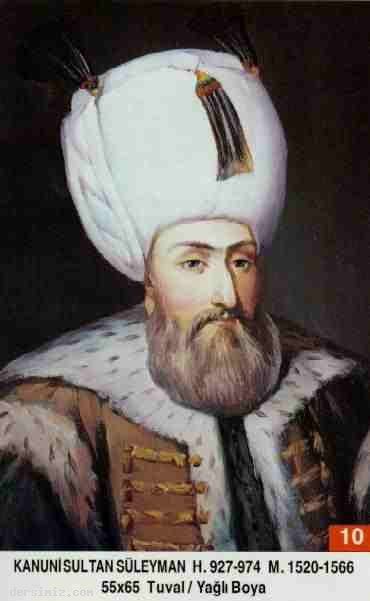 10
KANUNİ SULTAN SÜLEYMAN H. 927-974 M. 1520-1566
55x65 Tuval / Yağlı Boya
dersimiz.com